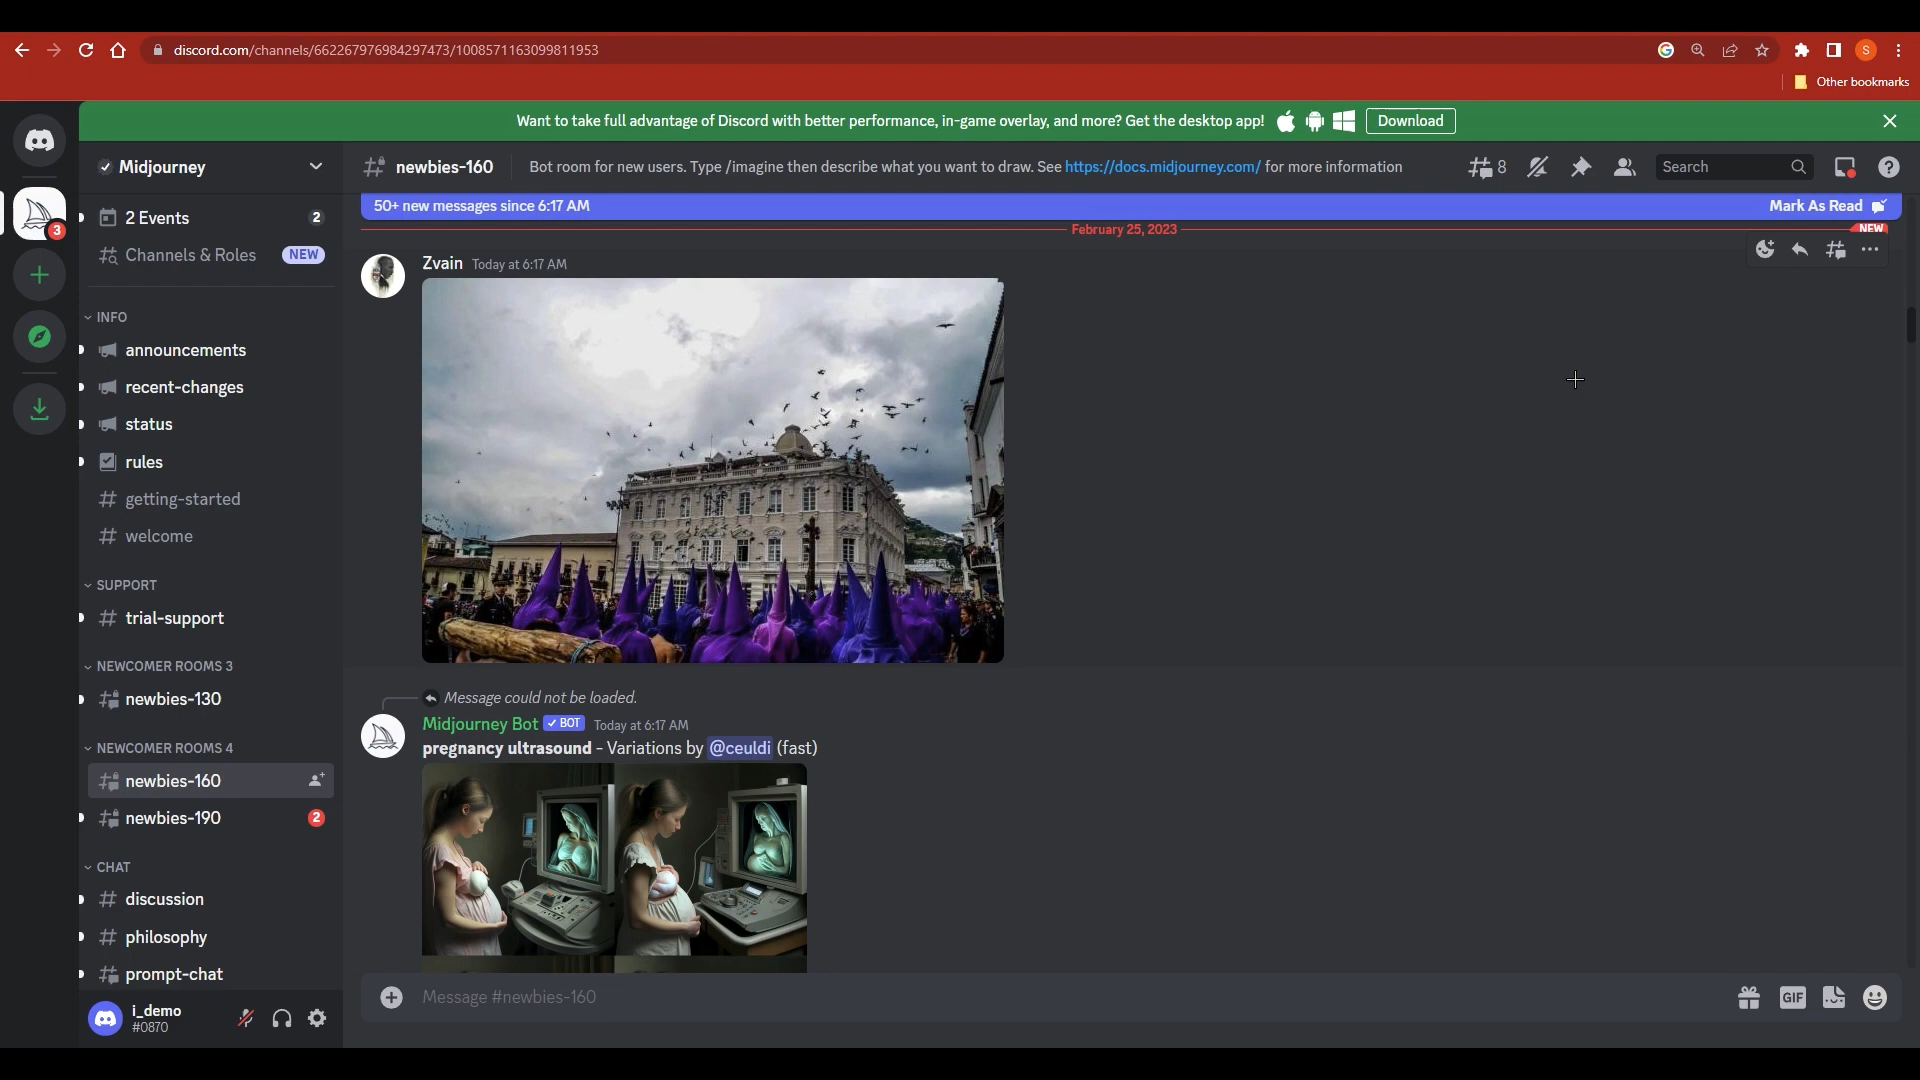 discord.com/channels/662267976984297473/1008571163099811953
S
Other bookmarks
Want to take full advantage of Discord with better performance, in-game overlay, and more? Get the desktop app! Download
Midjourney
newbies-160 Bot room for new users. Type /imagine then describe what you want to draw. See https://docs.midjourney.com/ for more information 8 Search
50+ new messages since 6:17 AM Mark As Read
February 25, 2023 NEW
3
2 Events 2
Channels & Roles NEW
INFO
announcements
recent-changes
status
rules
getting-started
welcome
SUPPORT
trial-support
NEWCOMER ROOMS 3
newbies-130
NEWCOMER ROOMS 4
newbies-160
newbies-190 2
CHAT
discussion
philosophy
prompt-chat
i_demo
#0870
Zvain Today at 6:17 AM
Message could not be loaded.
Midjourney Bot BOT Today at 6:17 AM
pregnancy ultrasound - Variations by @ceuldi (fast)
Message #newbies-160
GIF